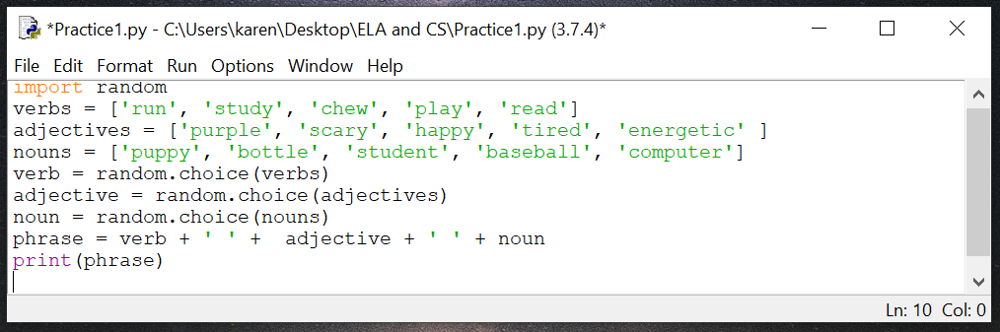 *Practice1.py - C:\Users\karen\Desktop\ELA and CS\Practice1.py (3.7.4)*
File Edit Format Run Options Window Help
import random
verbs = ['run', 'study', 'chew', 'play', 'read']
adjectives = ['purple', 'scary', 'happy', 'tired', 'energetic' ]
nouns = ['puppy', 'bottle', 'student', 'baseball', 'computer']
verb = random.choice(verbs)
adjective = random.choice(adjectives)
noun = random.choice(nouns)
phrase = verb + ' ' +  adjective + ' ' + noun
print(phrase)
Ln: 10 Col: 0